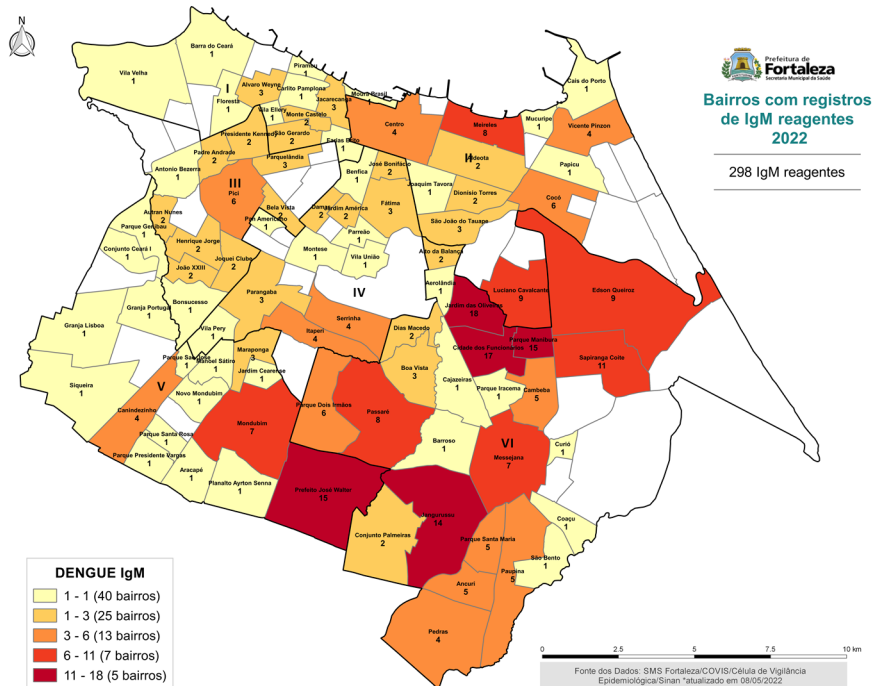 N
Prefeitura de
Fortaleza
Secretaria Municipal da Saúde
Bairros com registros
de IgM reagentes
2022
298 IgM reagentes
Barra do Ceará
1
Vila Velha
1
I
Pirambu
1
Cais do Porto
1
Floresta
1
Alvaro Weyne
3
Carlito Pamplona
1
Jacarecanga
3
Moura Brasil
1
Vila Ellery
1
Monte Castelo
2
Centro
4
Meireles
8
Mucuripe
1
Vicente Pinzon
4
Presidente Kennedy
2
São Gerardo
2
Farias Brito
1
Padre Andrade
2
Parquelândia
3
II
Aldeota
2
Papicu
1
Antonio Bezerra
1
III
Pici
6
Benfica
1
José Bonifácio
2
Joaquim Tavora
1
Dionisio Torres
2
Cocó
6
Autran Nunes
2
Bela Vista
2
Pan Americano
1
Damas
2
Jardim América
2
Fátima
3
São João do Tauape
3
Parque Genibau
1
Conjunto Ceará I
1
Henrique Jorge
2
João XXIII
2
Joquei Clube
2
Parreão
1
Montese
1
Vila União
1
Alto da Balança
2
Aerolândia
1
Luciano Cavalcante
9
Edson Queiroz
9
IV
Granja Portugal
1
Bonsucesso
1
Parangaba
3
Granja Lisboa
1
Vila Pery
1
Serrinha
4
Itaperi
4
Dias Macedo
2
Jardim das Oliveiras
18
Cidade dos Funcionários
17
Parque Manibura
15
Sapiranga Coite
11
Parque Sao Jose
1
Manoel Sátiro
1
Maraponga
3
Jardim Cearense
1
Boa Vista
3
Cajazeiras
1
Parque Iracema
1
Cambeba
5
Siqueira
1
V
Canindezinho
4
Novo Mondubim
1
Parque Dois Irmãos
6
Passaré
8
Mondubim
7
Parque Santa Rosa
1
Parque Presidente Vargas
1
Aracapé
1
Planalto Ayrton Senna
1
Barroso
1
VI
Messejana
7
Curió
1
Prefeito José Walter
15
Jangurussu
14
Conjunto Palmeiras
2
Parque Santa Maria
5
Coaçu
1
São Bento
1
Paupina
5
Ancuri
5
Pedras
4
DENGUE IgM
1 - 1 (40 bairros)
1 - 3 (25 bairros)
3 - 6 (13 bairros)
6 - 11 (7 bairros)
11 - 18 (5 bairros)
0 2.5 5 7.5 10 km
Fonte dos Dados: SMS Fortaleza/COVIS/Célula de Vigilância
Epidemiológica/Sinan *atualizado em 08/05/2022